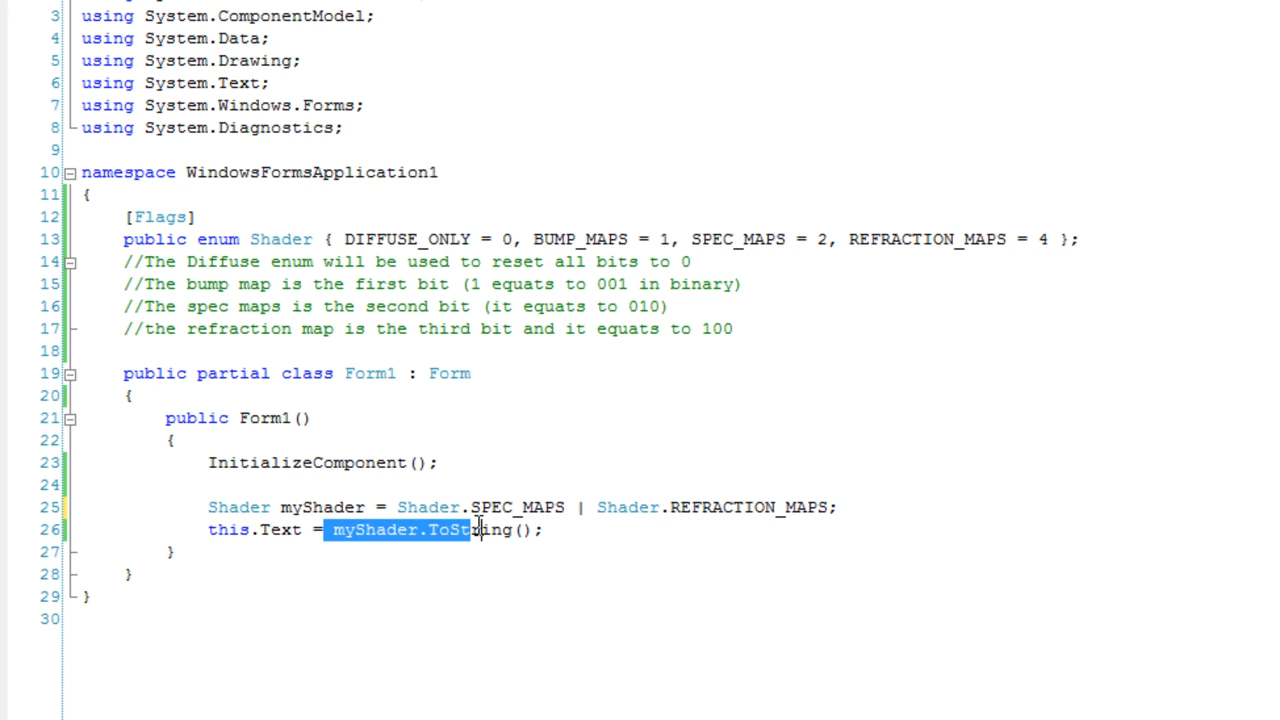 3 using System.ComponentModel;
4 using System.Data;
5 using System.Drawing;
6 using System.Text;
7 using System.Windows.Forms;
8 using System.Diagnostics;
9
10 namespace WindowsFormsApplication1
11 {
12 [Flags]
13 public enum Shader { DIFFUSE_ONLY = 0, BUMP_MAPS = 1, SPEC_MAPS = 2, REFRACTION_MAPS = 4 };
14 //The Diffuse enum will be used to reset all bits to 0
15 //The bump map is the first bit (1 equats to 001 in binary)
16 //The spec maps is the second bit (it equats to 010)
17 //the refraction map is the third bit and it equats to 100
18
19 public partial class Form1 : Form
20 {
21 public Form1()
22 {
23 InitializeComponent();
24
25 Shader myShader = Shader.SPEC_MAPS | Shader.REFRACTION_MAPS;
26 this.Text = myShader.ToString();
27 }
28 }
29 }
30